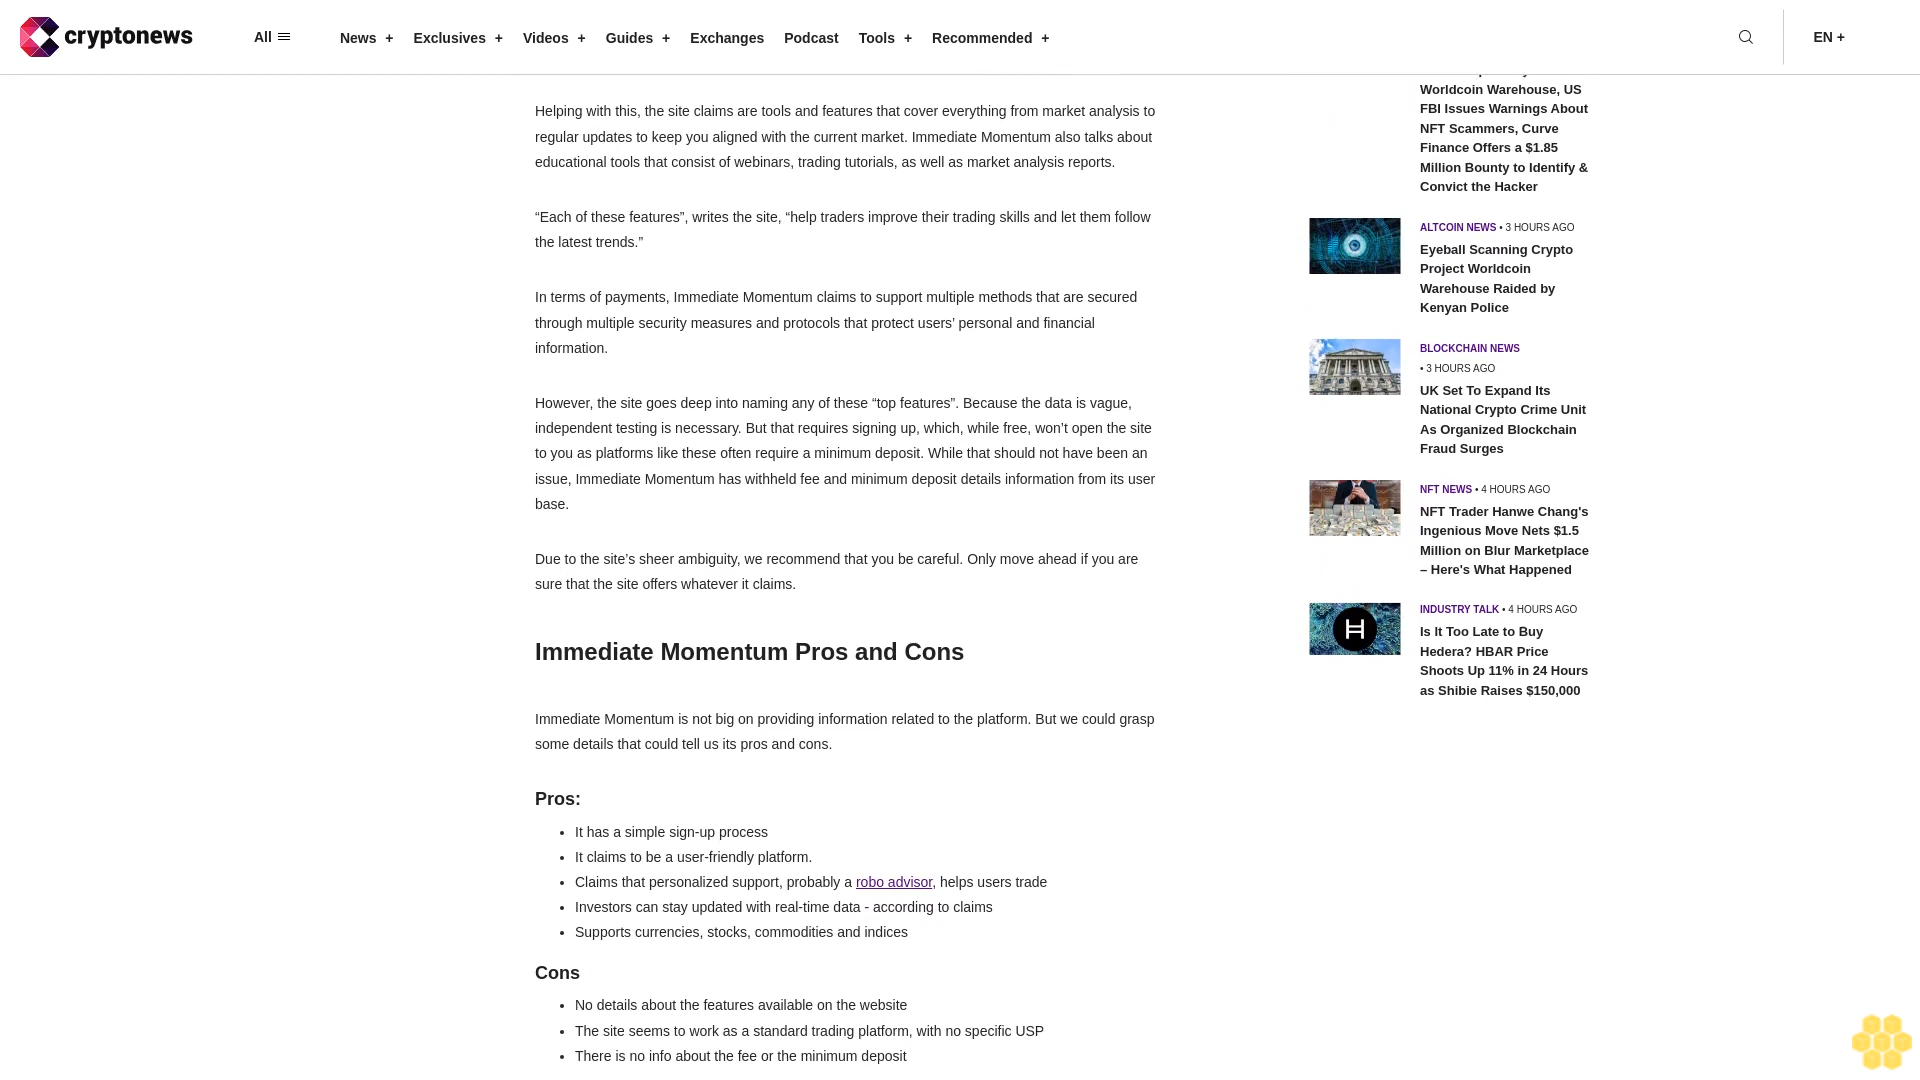 cryptonews
All
News +
Exclusives +
Videos +
Guides +
Exchanges
Podcast
Tools +
Recommended +
EN +
Helping with this, the site claims are tools and features that cover everything from market analysis to
regular updates to keep you aligned with the current market. Immediate Momentum also talks about
educational tools that consist of webinars, trading tutorials, as well as market analysis reports.
“Each of these features”, writes the site, “help traders improve their trading skills and let them follow
the latest trends.”
In terms of payments, Immediate Momentum claims to support multiple methods that are secured
through multiple security measures and protocols that protect users’ personal and financial
information.
However, the site goes deep into naming any of these “top features”. Because the data is vague,
independent testing is necessary. But that requires signing up, which, while free, won’t open the site
to you as platforms like these often require a minimum deposit. While that should not have been an
issue, Immediate Momentum has withheld fee and minimum deposit details information from its user
base.
Due to the site’s sheer ambiguity, we recommend that you be careful. Only move ahead if you are
sure that the site offers whatever it claims.
Immediate Momentum Pros and Cons
Immediate Momentum is not big on providing information related to the platform. But we could grasp
some details that could tell us its pros and cons.
Pros:
• It has a simple sign-up process
• It claims to be a user-friendly platform.
• Claims that personalized support, probably a robo advisor, helps users trade
• Investors can stay updated with real-time data - according to claims
• Supports currencies, stocks, commodities and indices
Cons
• No details about the features available on the website
• The site seems to work as a standard trading platform, with no specific USP
• There is no info about the fee or the minimum deposit
Worldcoin Warehouse, US
FBI Issues Warnings About
NFT Scammers, Curve
Finance Offers a $1.85
Million Bounty to Identify &
Convict the Hacker
ALTCOIN NEWS • 3 HOURS AGO
Eyeball Scanning Crypto
Project Worldcoin
Warehouse Raided by
Kenyan Police
BLOCKCHAIN NEWS
• 3 HOURS AGO
UK Set To Expand Its
National Crypto Crime Unit
As Organized Blockchain
Fraud Surges
NFT NEWS • 4 HOURS AGO
NFT Trader Hanwe Chang's
Ingenious Move Nets $1.5
Million on Blur Marketplace
– Here's What Happened
INDUSTRY TALK • 4 HOURS AGO
Is It Too Late to Buy
Hedera? HBAR Price
Shoots Up 11% in 24 Hours
as Shibie Raises $150,000